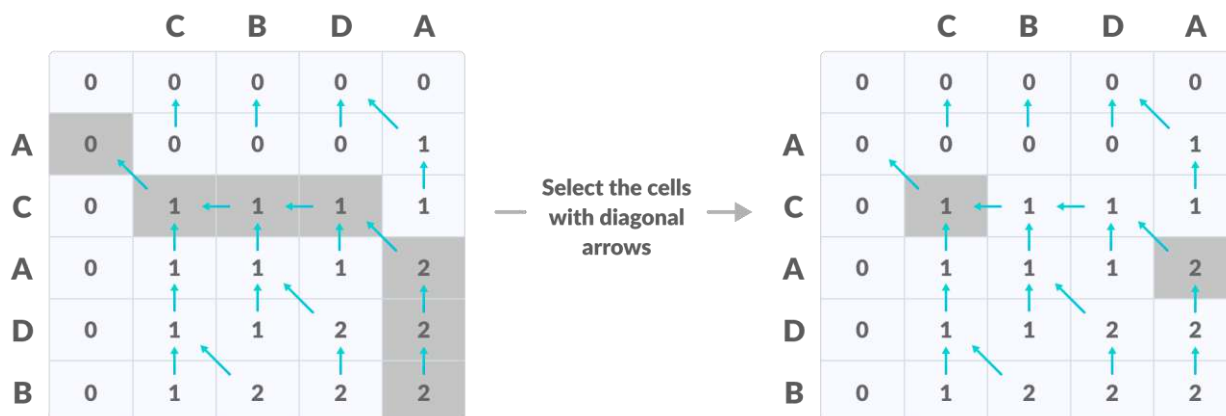 C B D A
0 0 0 0 0
A 0 0 0 0 1
C 0 1 1 1 1
A 0 1 1 1 2
D 0 1 1 2 2
B 0 1 2 2 2
Select the cells
with diagonal
arrows
C B D A
0 0 0 0 0
A 0 0 0 0 1
C 0 1 1 1 1
A 0 1 1 1 2
D 0 1 1 2 2
B 0 1 2 2 2